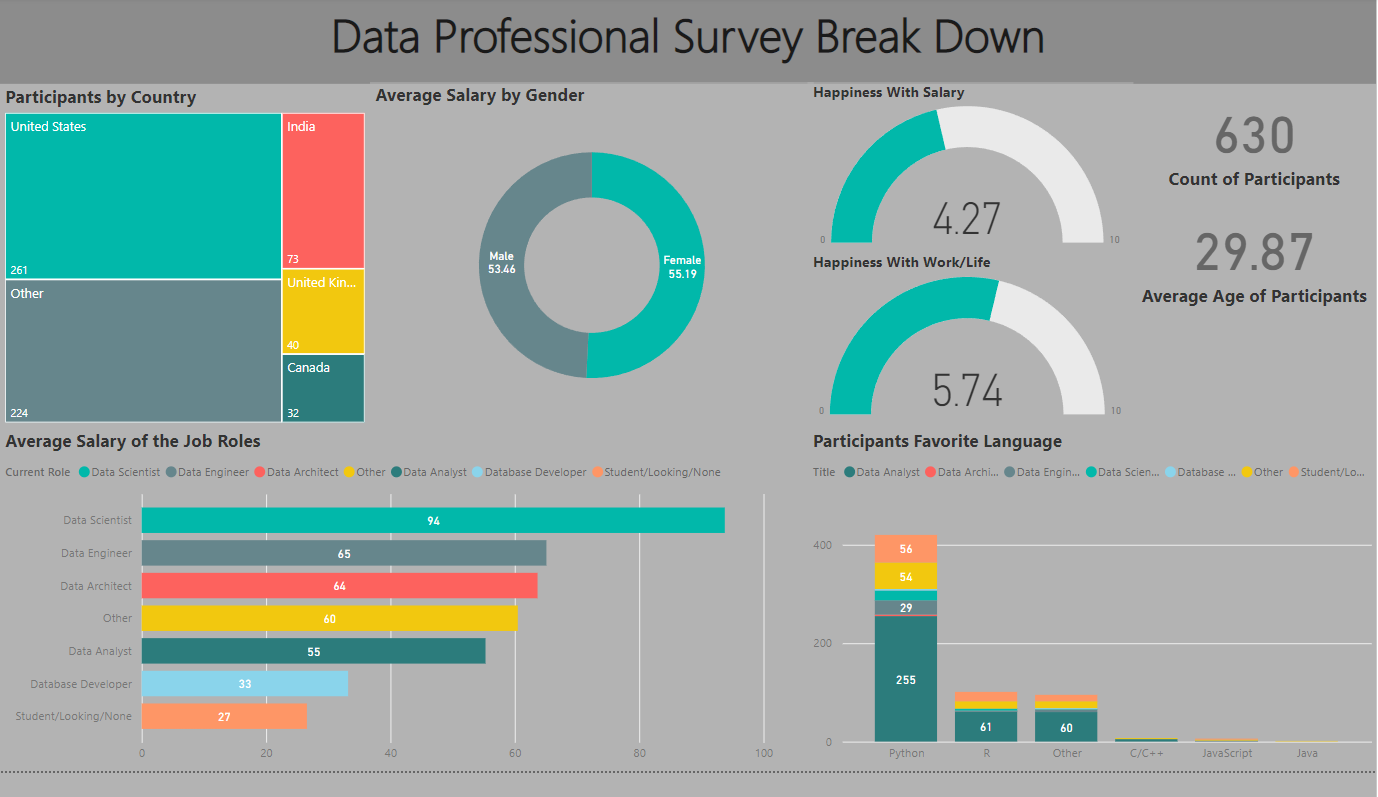 Data Professional Survey Break Down
Participants by Country
United States
261
Other
224
India
73
United Kin...
40
Canada
32
Average Salary by Gender
Male
53.46
Female
55.19
Happiness With Salary
4.27
0
10
Happiness With Work/Life
5.74
0
10
630
Count of Participants
29.87
Average Age of Participants
Average Salary of the Job Roles
Current Role Data Scientist Data Engineer Data Architect Other Data Analyst Database Developer Student/Looking/None
Data Scientist 94
Data Engineer 65
Data Architect 64
Other 60
Data Analyst 55
Database Developer 33
Student/Looking/None 27
0 20 40 60 80 100
Participants Favorite Language
Title Data Analyst Data Archi... Data Engin... Data Scien... Database ... Other Student/Lo...
400
200
0
56
54
29
255
61
60
Python R Other C/C++ JavaScript Java